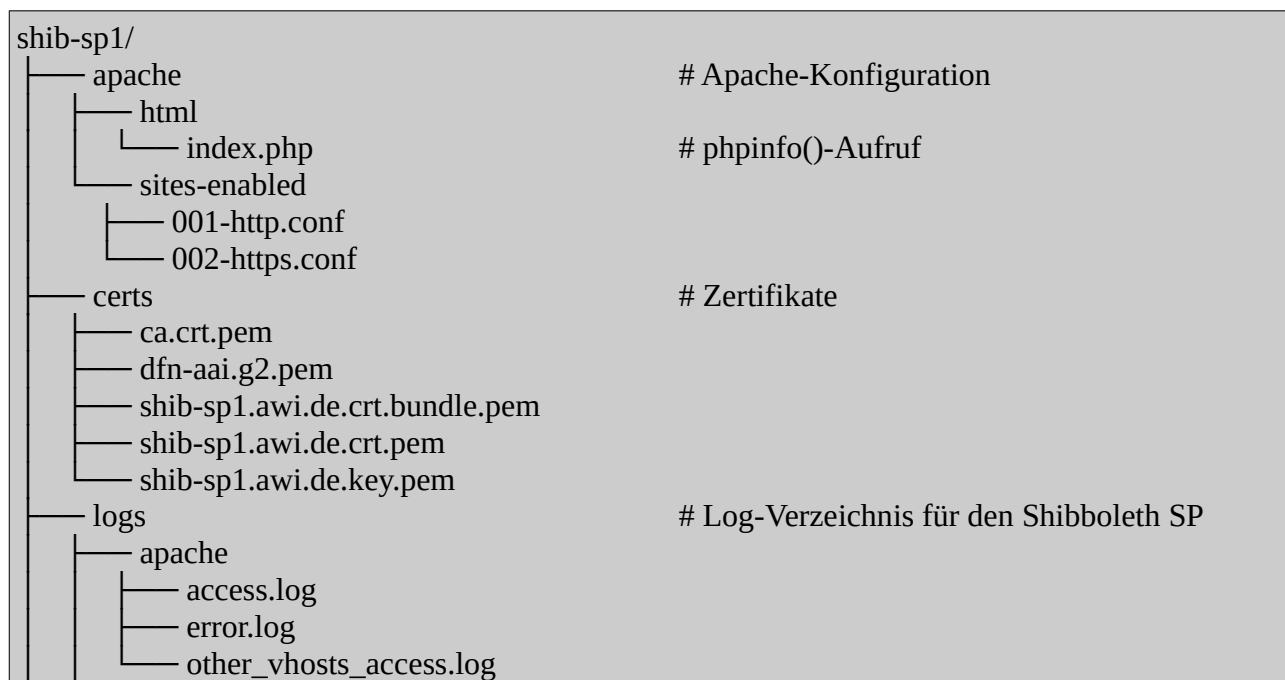 shib-sp1/
├── apache # Apache-Konfiguration
│ ├── html
│ │ └── index.php # phpinfo()-Aufruf
│ └── sites-enabled
│ ├── 001-http.conf
│ └── 002-https.conf
├── certs # Zertifikate
│ ├── ca.crt.pem
│ ├── dfn-aai.g2.pem
│ ├── shib-sp1.awi.de.crt.bundle.pem
│ ├── shib-sp1.awi.de.crt.pem
│ └── shib-sp1.awi.de.key.pem
├── logs # Log-Verzeichnis für den Shibboleth SP
│ ├── apache
│ │ ├── access.log
│ │ ├── error.log
│ │ └── other_vhosts_access.log